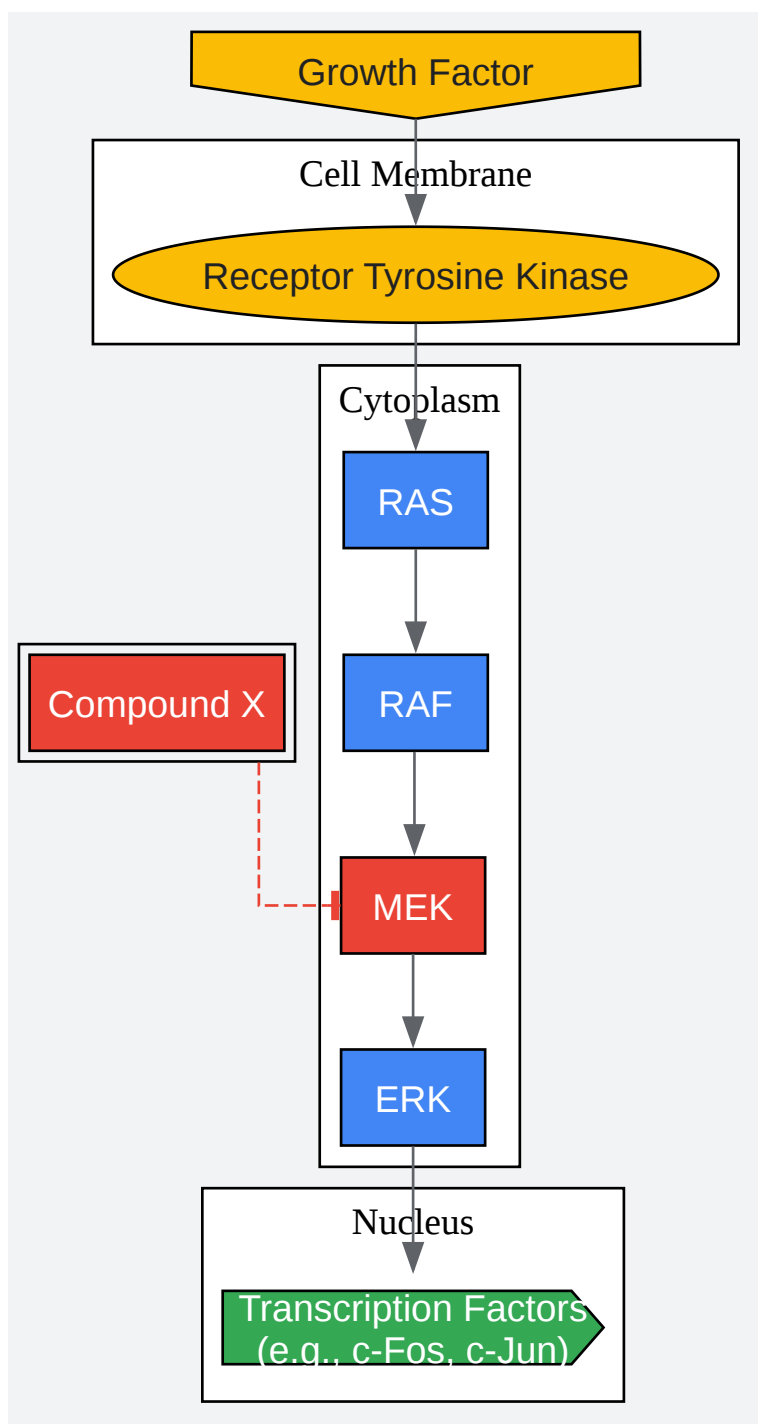 Growth Factor
Cell Membrane
Receptor Tyrosine Kinase
Cytoplasm
RAS
Compound X
RAF
MEK
ERK
Nucleus
Transcription Factors
(e.g., c-Fos, c-Jun)